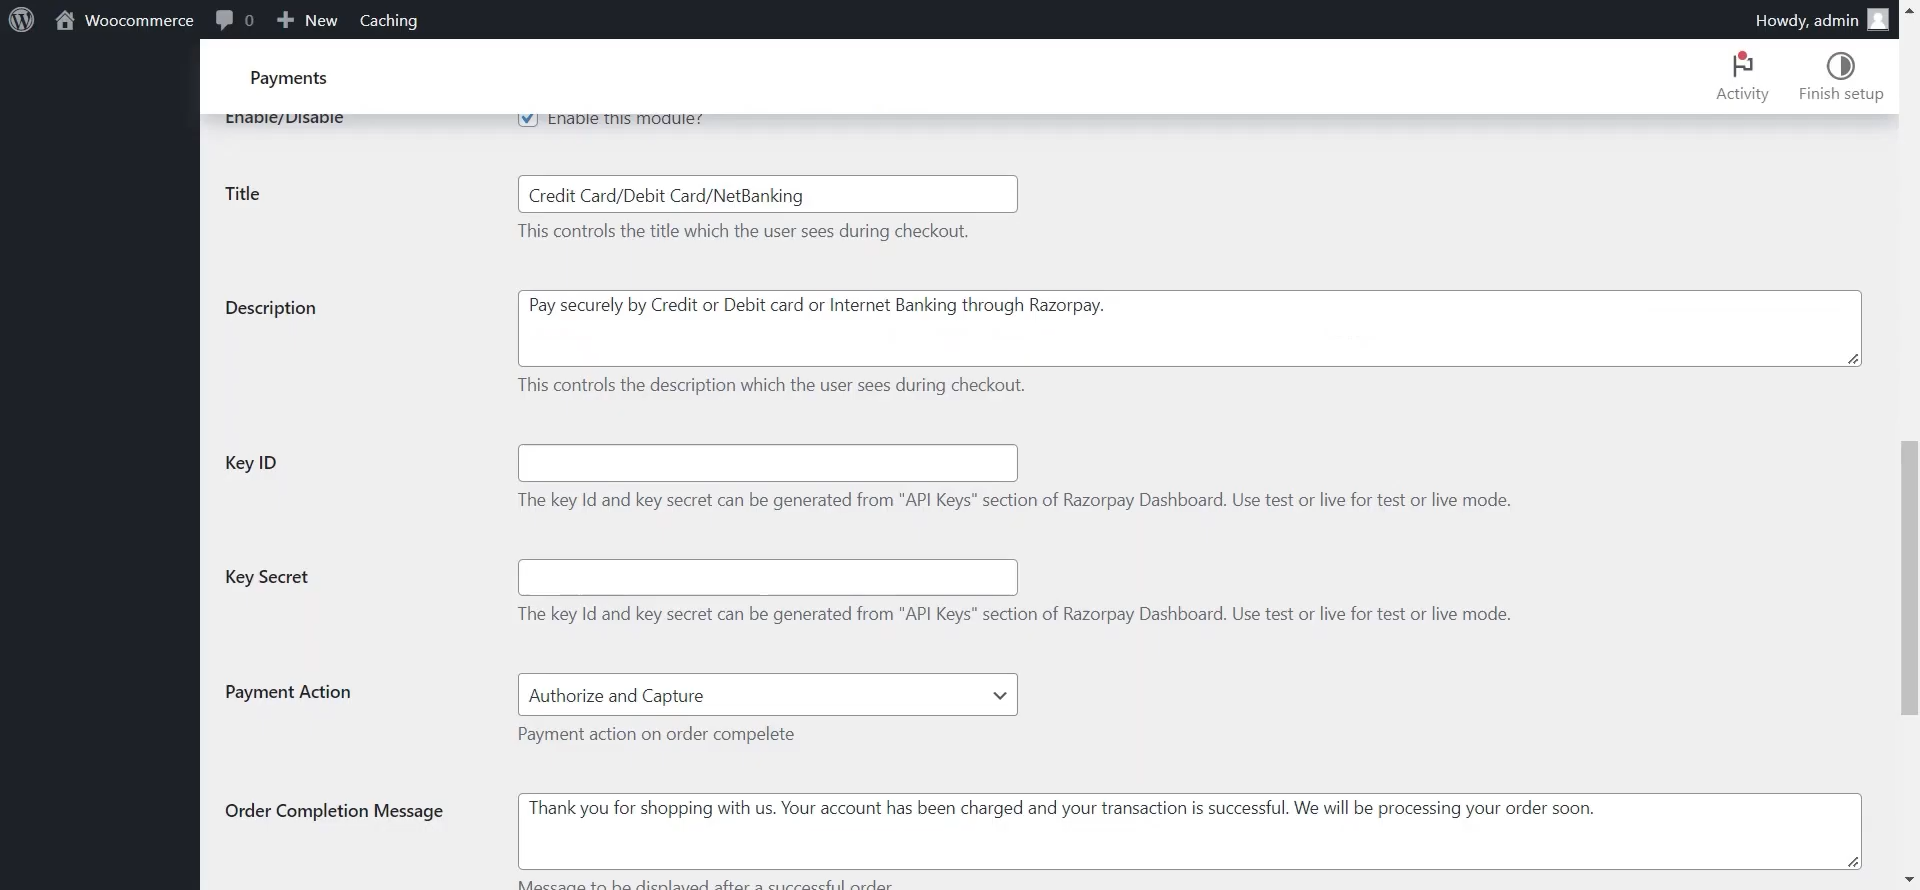 Woocommerce 0 New Caching Howdy, admin
Payments
Activity Finish setup
Enable/Disable Enable this module?
Title Credit Card/Debit Card/NetBanking
This controls the title which the user sees during checkout.
Description Pay securely by Credit or Debit card or Internet Banking through Razorpay.
This controls the description which the user sees during checkout.
Key ID
The key Id and key secret can be generated from "API Keys" section of Razorpay Dashboard. Use test or live for test or live mode.
Key Secret
The key Id and key secret can be generated from "API Keys" section of Razorpay Dashboard. Use test or live for test or live mode.
Payment Action Authorize and Capture
Payment action on order compelete
Order Completion Message Thank you for shopping with us. Your account has been charged and your transaction is successful. We will be processing your order soon.
Message to be displayed after a successful order